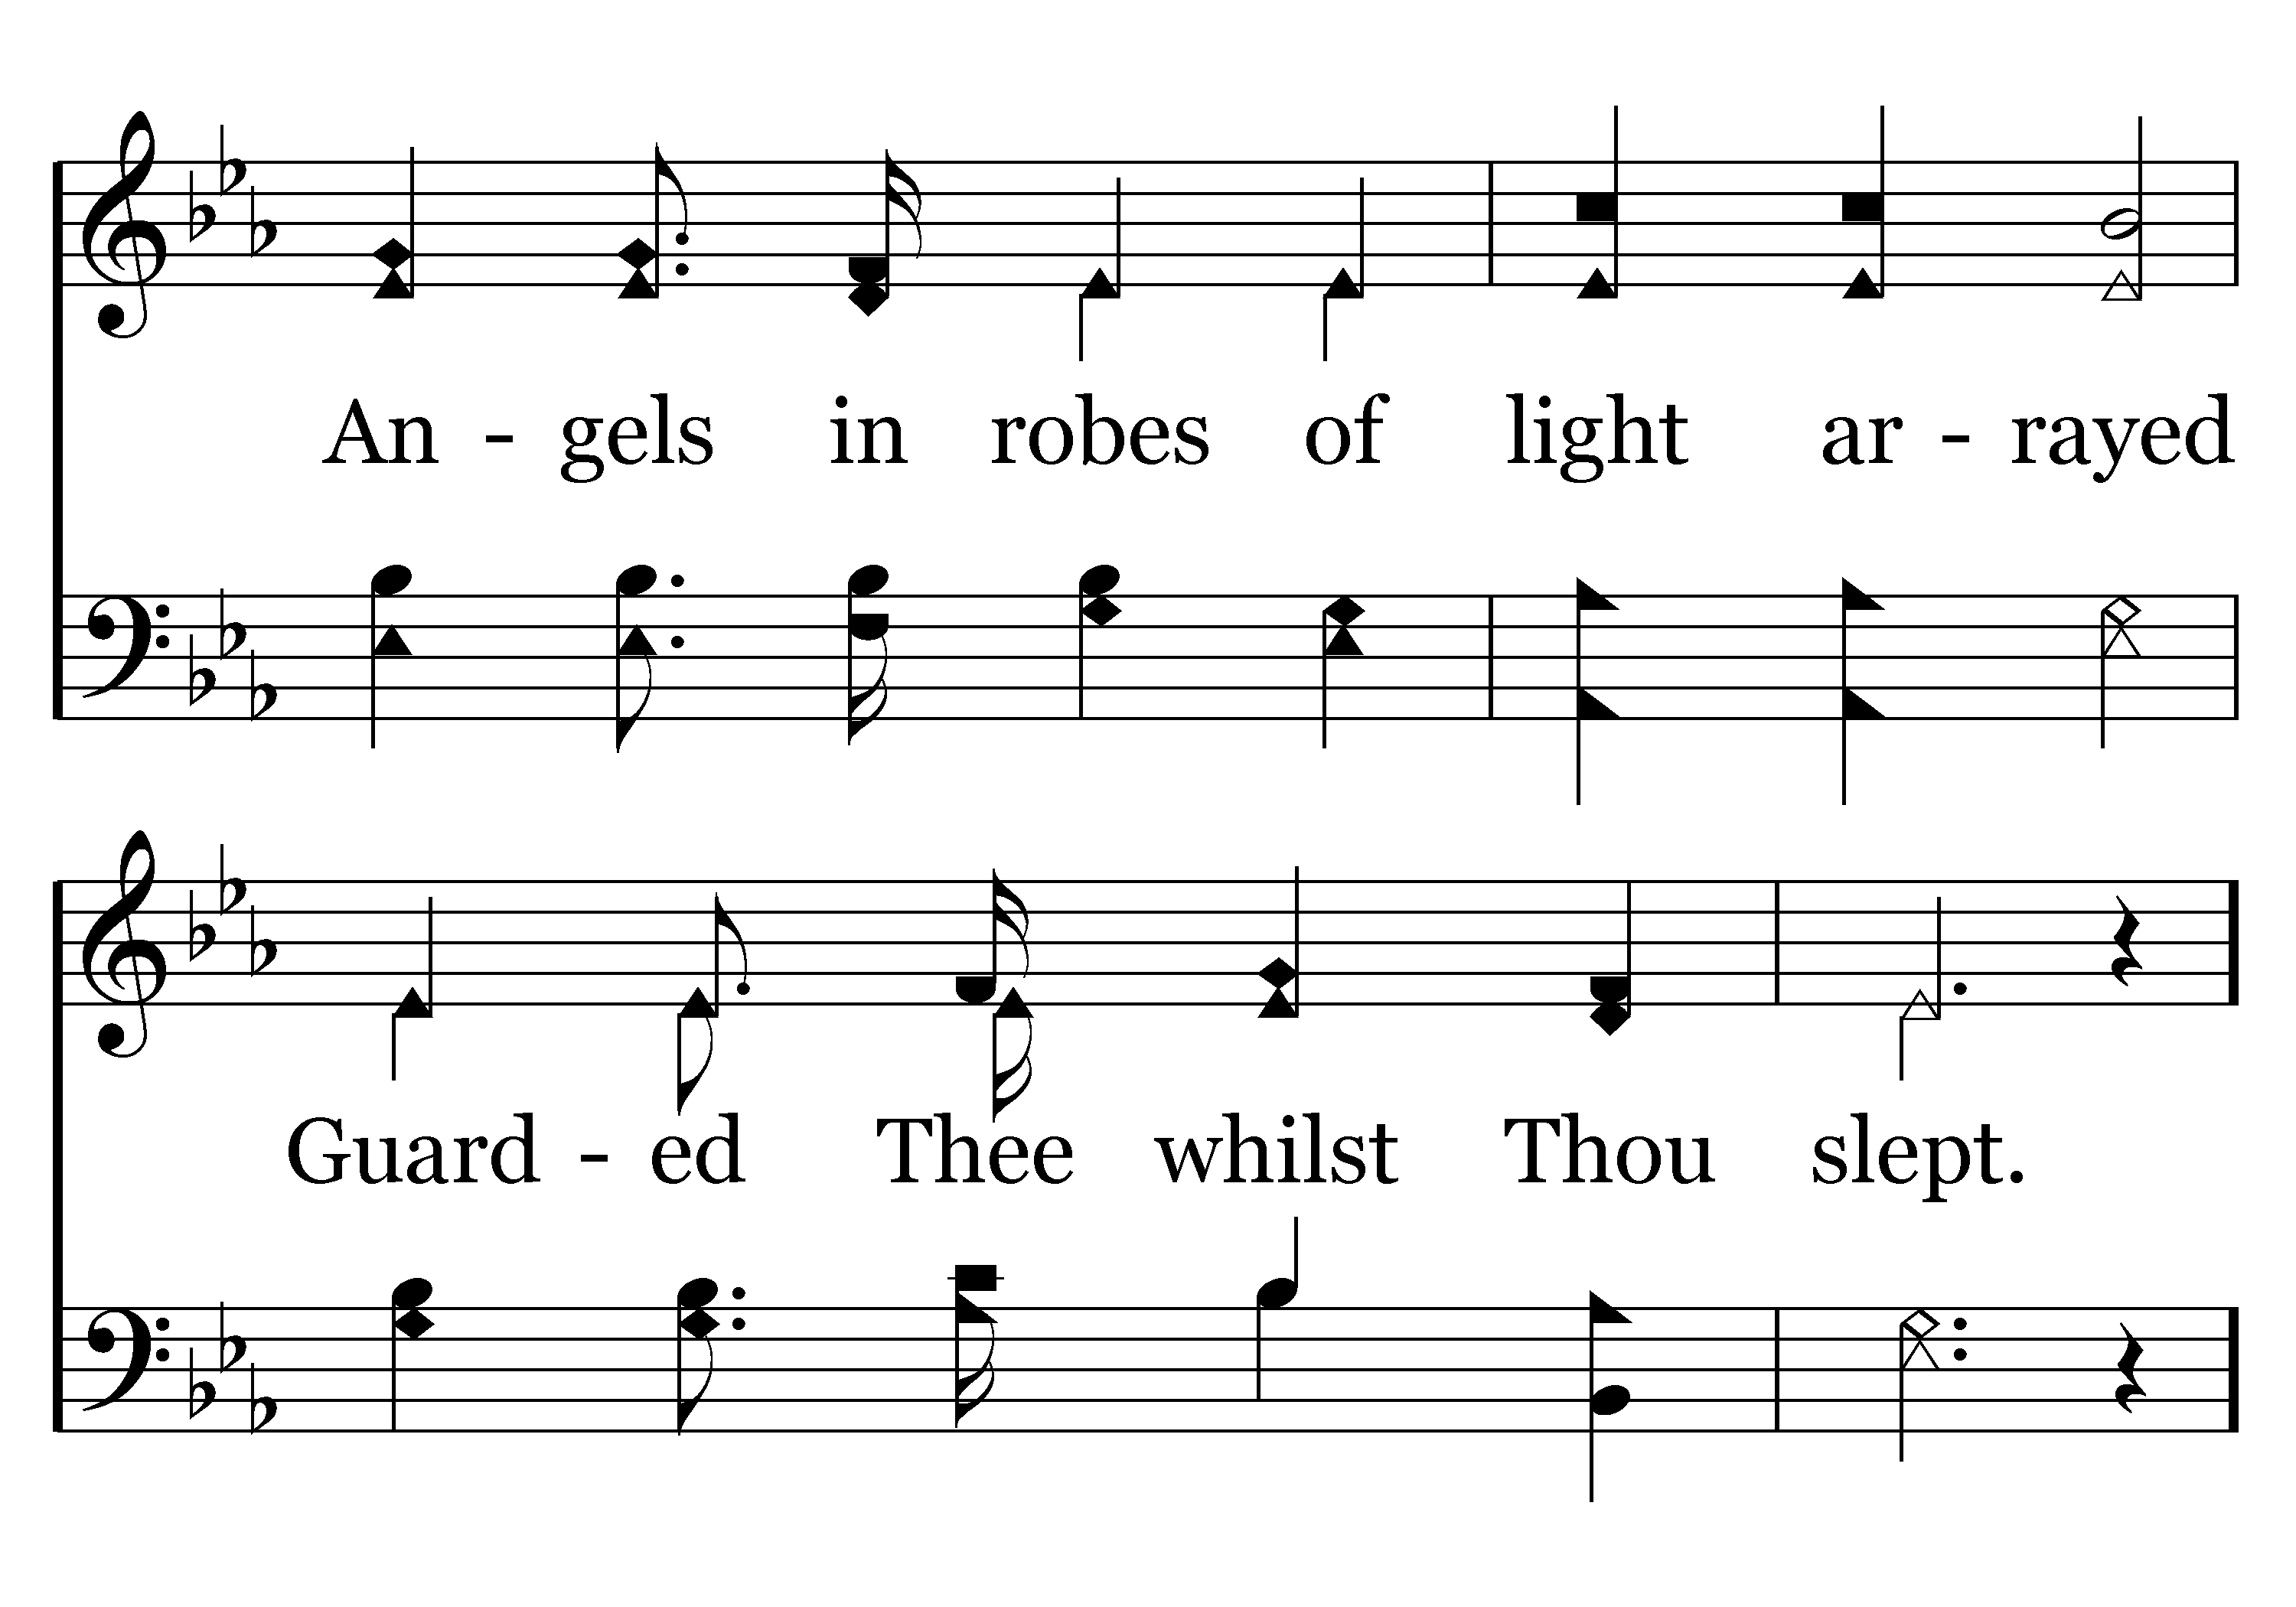 An - gels in robes of light ar - rayed
Guard - ed Thee whilst Thou slept.